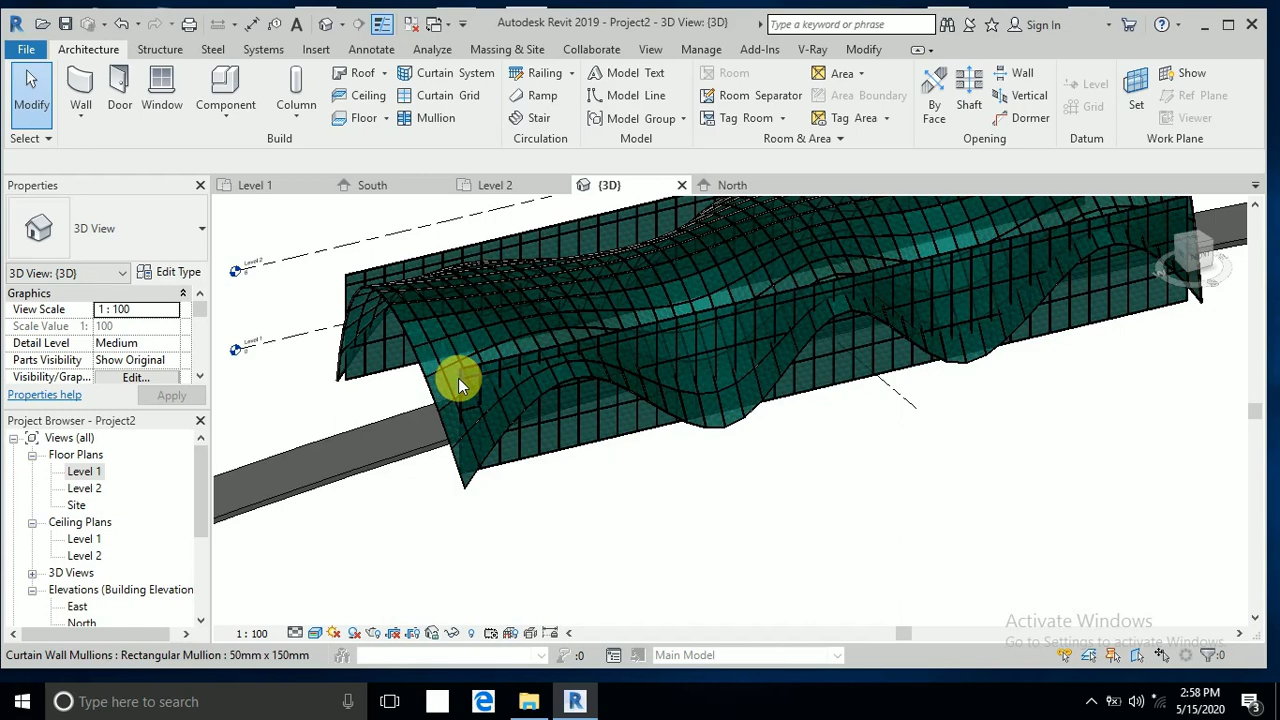 Autodesk Revit 2019 - Project2 - 3D View: {3D}
Type a keyword or phrase
Sign In
File Architecture Structure Steel Systems Insert Annotate Analyze Massing & Site Collaborate View Manage Add-Ins V-Ray Modify
Roof Curtain System Railing Model Text Room Area Wall Level Show
Modify Wall Door Window Component Column Ceiling Curtain Grid Ramp Model Line Room Separator Area Boundary By Face Shaft Vertical Grid Set Ref Plane
Floor Mullion Stair Model Group Tag Room Tag Area Dormer Viewer
Select Build Circulation Model Room & Area Opening Datum Work Plane
Properties Level 1 South Level 2 {3D} North
3D View
3D View: {3D} Edit Type
Graphics
View Scale 1 : 100
Scale Value 1: 100
Detail Level Medium
Parts Visibility Show Original
Visibility/Grap... Edit...
Properties help Apply
Project Browser - Project2
Views (all)
Floor Plans
Level 1
Level 2
Site
Ceiling Plans
Level 1
Level 2
3D Views
Elevations (Building Elevation
East
North
Level 2
0
Level 1
0
Activate Windows
Go to Settings to activate Windows.
1 : 100
Curtain Wall Mullions : Rectangular Mullion : 50mm x 150mm :0 Main Model :0
Type here to search
2:58 PM
5/15/2020
3